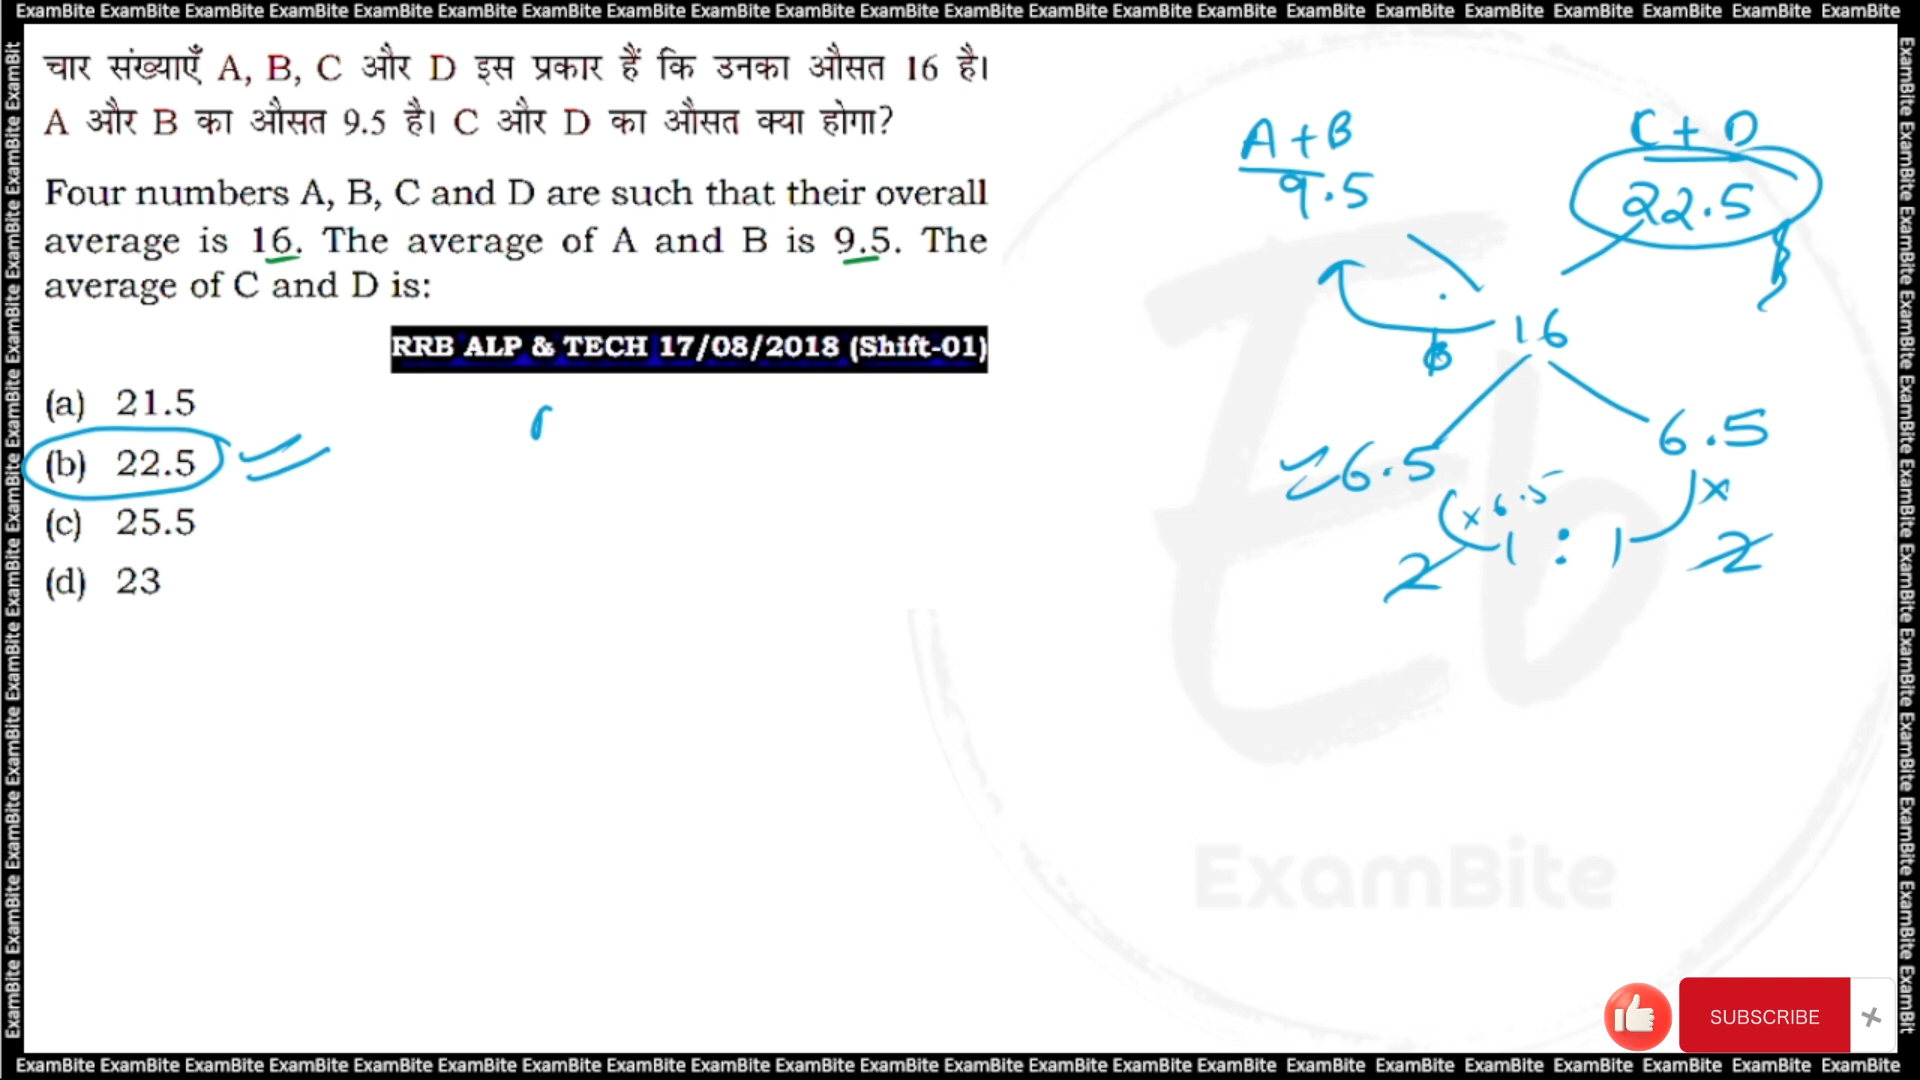 ExamBite ExamBite ExamBite ExamBite ExamBite ExamBite ExamBite ExamBite ExamBite ExamBite ExamBite ExamBite ExamBite ExamBite ExamBite ExamBite ExamBite ExamBite ExamBite ExamBite ExamBite ExamBite
चार संख्याएँ A, B, C और D इस प्रकार हैं कि उनका औसत 16 है।
A और B का औसत 9.5 है। C और D का औसत क्या होगा?
Four numbers A, B, C and D are such that their overall
average is 16. The average of A and B is 9.5. The
average of C and D is:
RRB ALP & TECH 17/08/2018 (Shift-01)
(a) 21.5
(b) 22.5
(c) 25.5
(d) 23
A + B
9.5
C + D
22.5
16
6.5
6.5
x 6.5
x
2 1 : 1 2
ExamBite
SUBSCRIBE +
ExamBite ExamBite ExamBite ExamBite ExamBite ExamBite ExamBite ExamBite ExamBite ExamBite ExamBite ExamBite ExamBite ExamBite ExamBite ExamBite ExamBite ExamBite ExamBite ExamBite ExamBite ExamBite